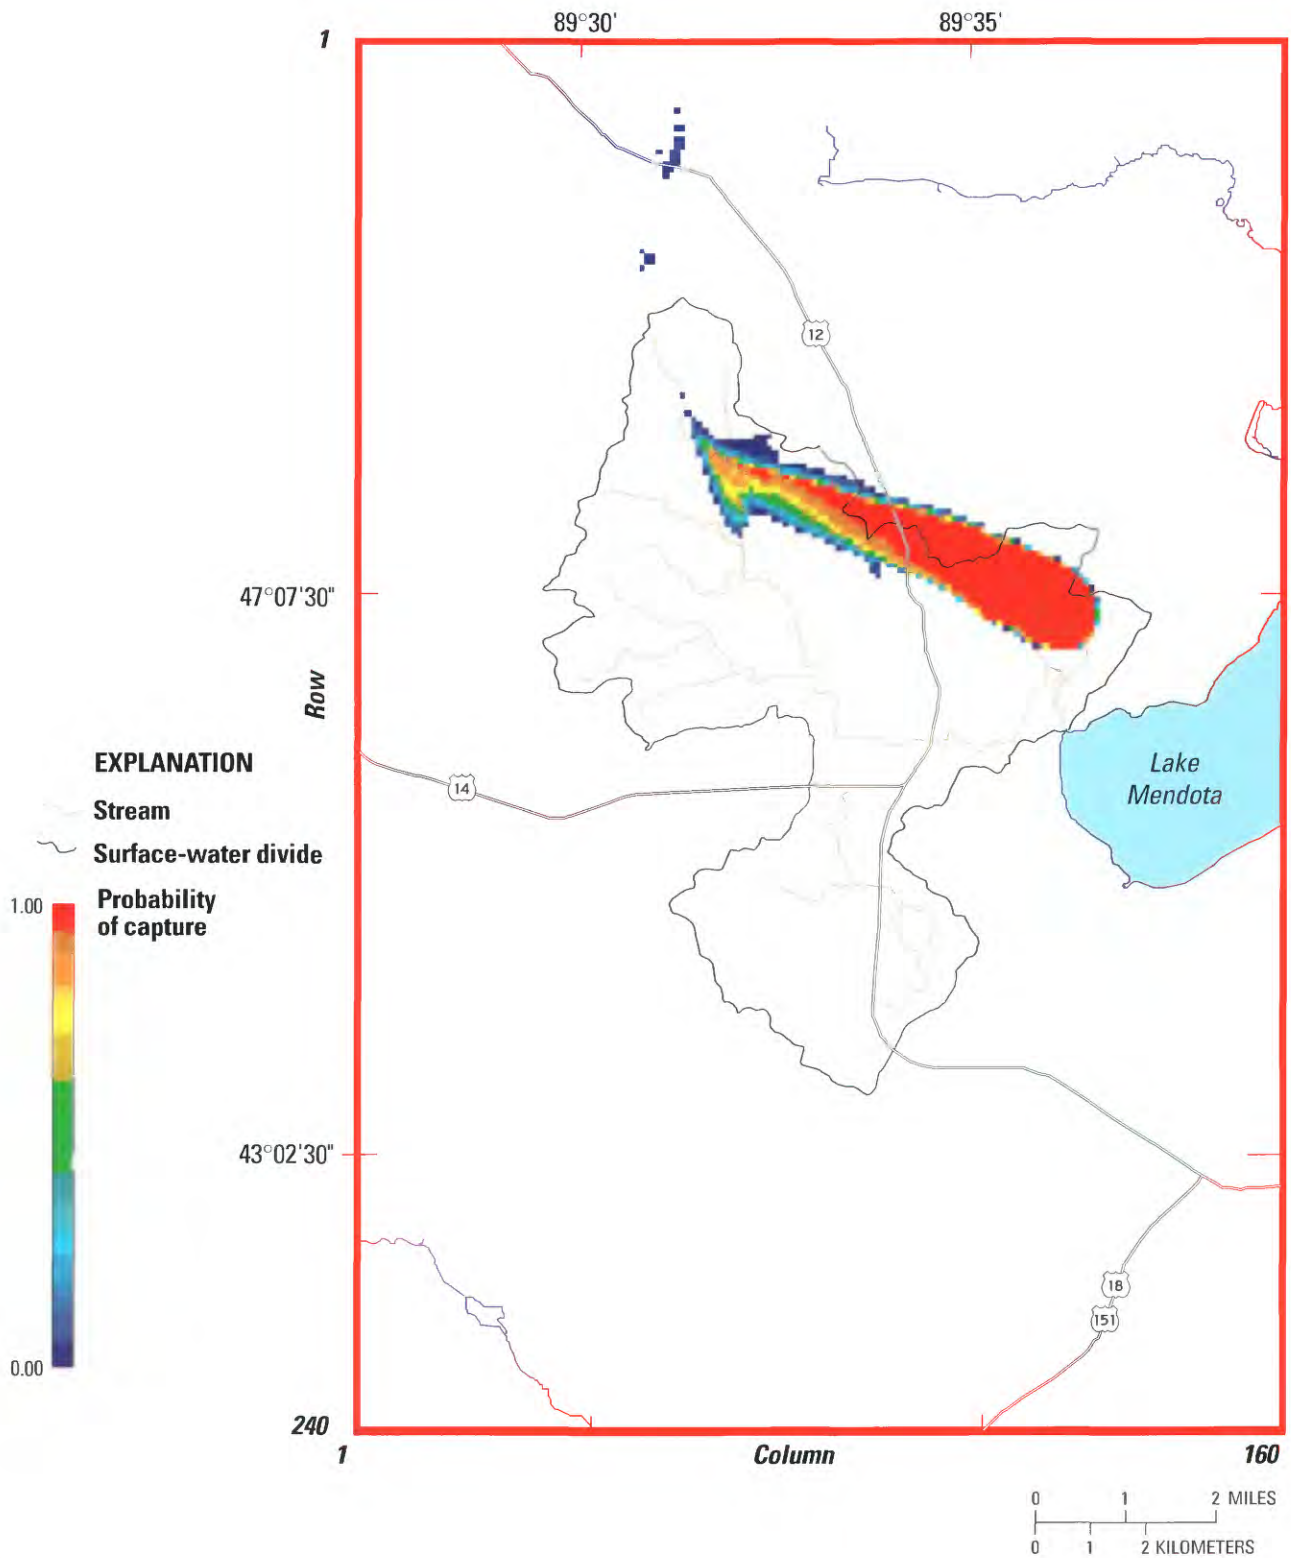 89°30'
89°35'
1
12
47°07'30"
Row
Lake
Mendota
EXPLANATION
14
Stream
Surface-water divide
Probability
of capture
1.00
43°02'30"
18
151
0.00
240
1
Column
160
0 1 2 MILES
0 1 2 KILOMETERS